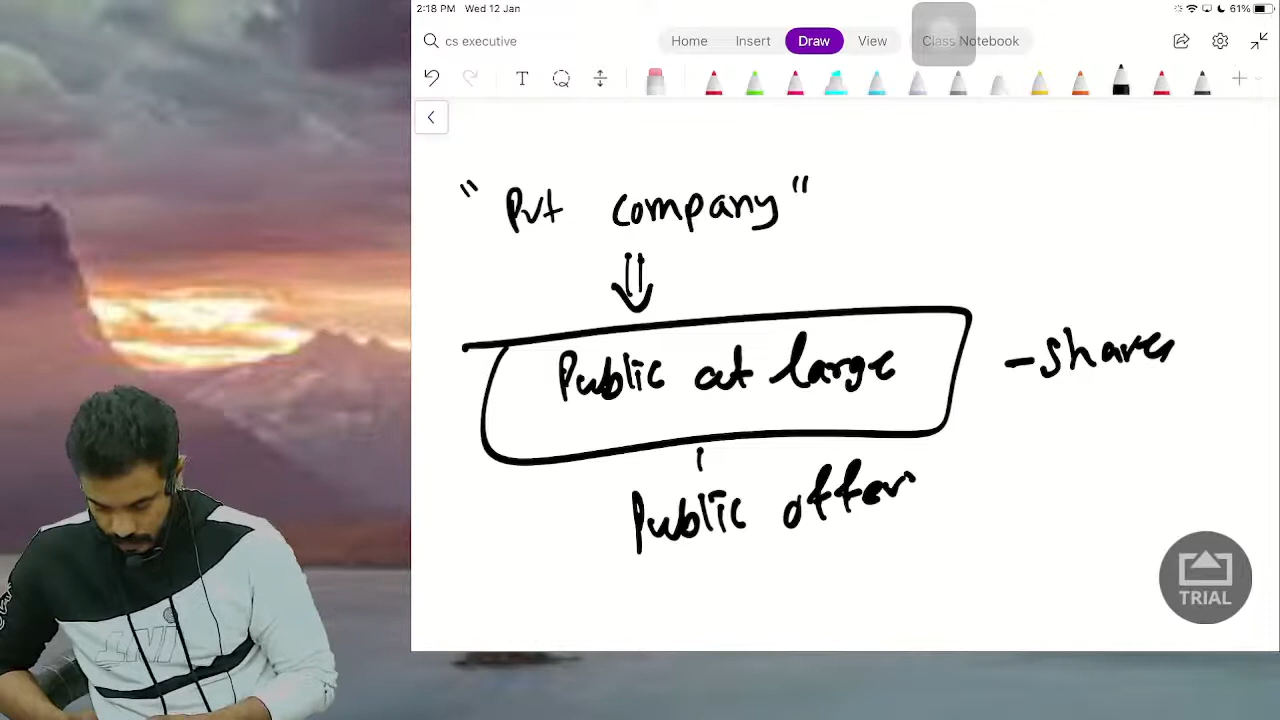 2:18 PM Wed 12 Jan
61%
cs executive
Home Insert Draw View Class Notebook
T
"Pvt company"
Public at large
- shares
Public offer
TRIAL